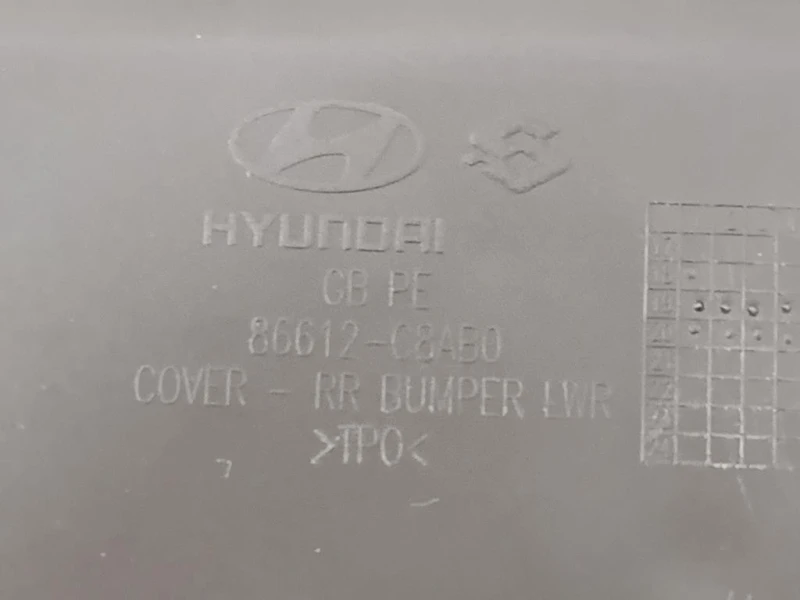 HYUNDAI
GB PE
86612-C8AB0
COVER - RR BUMPER LWR
>TPO<